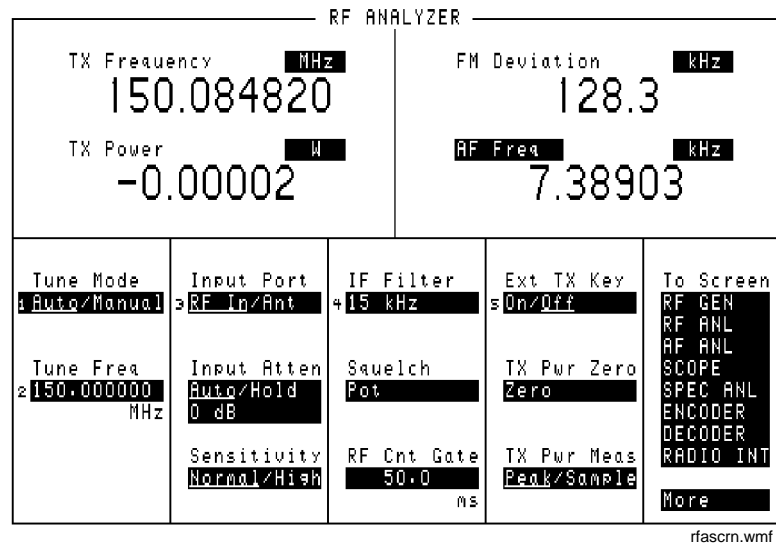 RF ANALYZER
TX Frequency MHz
150.084820
TX Power W
-0.00002
FM Deviation kHz
128.3
AF Freq kHz
7.38903
Tune Mode
1 Auto/Manual
Tune Freq
2 150.000000
MHz
Input Port
3 RF In/Ant
Input Atten
Auto/Hold
0 dB
Sensitivity
Normal/High
IF Filter
4 15 kHz
Squelch
Pot
RF Cnt Gate
50.0
ms
Ext TX Key
5 On/Off
TX Pwr Zero
Zero
TX Pwr Meas
Peak/Sample
To Screen
RF GEN
RF ANL
AF ANL
SCOPE
SPEC ANL
ENCODER
DECODER
RADIO INT
More
rfascrn.wmf